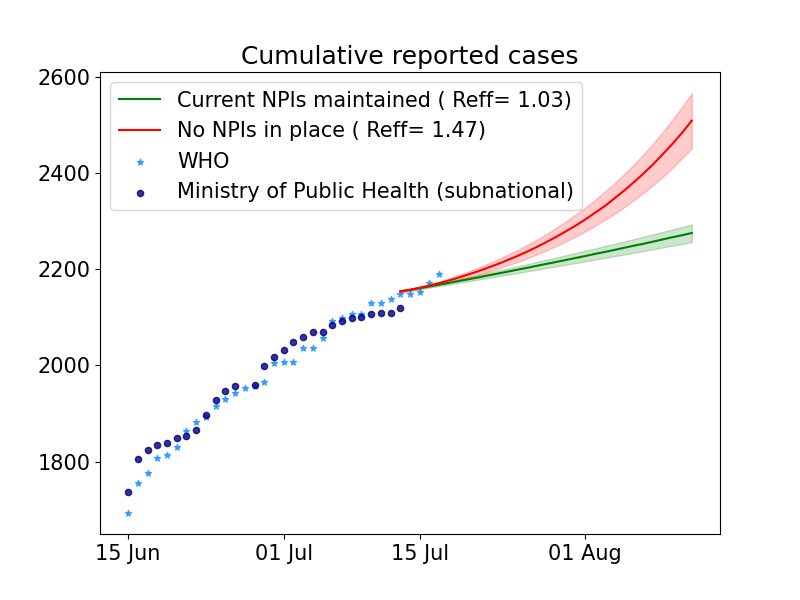 Cumulative reported cases
2600
2400
2200
2000
1800
Current NPIs maintained ( Reff= 1.03)
No NPIs in place ( Reff= 1.47)
WHO
Ministry of Public Health (subnational)
15 Jun
01 Jul
15 Jul
01 Aug